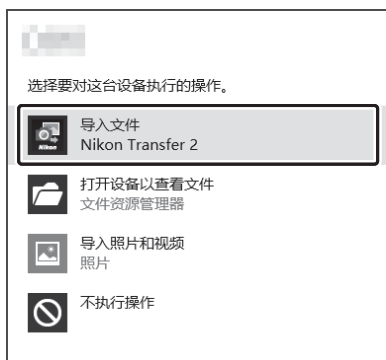 选择要对这台设备执行的操作。
导入文件
Nikon Transfer 2
打开设备以查看文件
文件资源管理器
导入照片和视频
照片
不执行操作